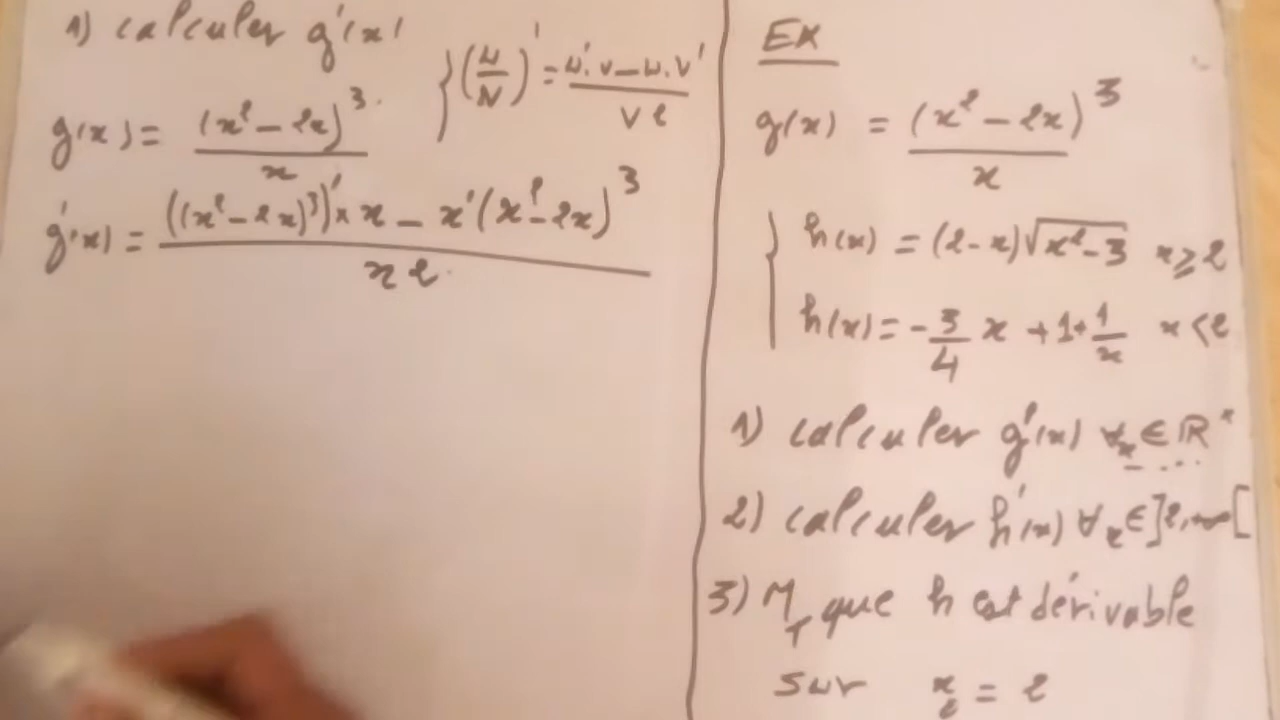 1) calculer g'(x)
g(x) = (x² - 2x)³ / x } (u/v)' = u'.v - u.v' / v²
g'(x) = ((x² - 2x)³)' × x - x'(x² - 2x)³ / x²
EX
g(x) = (x² - 2x)³ / x
{ h(x) = (2 - x)√x² - 3 x ≥ 2
h(x) = -3/4 x + 1 + 1/x x < 2
1) calculer g'(x) ∀x ∈ ℝ*
2) calculer h'(x) ∀x ∈ ]2, +∞[
3) MT que h est dérivable
sur x = 2